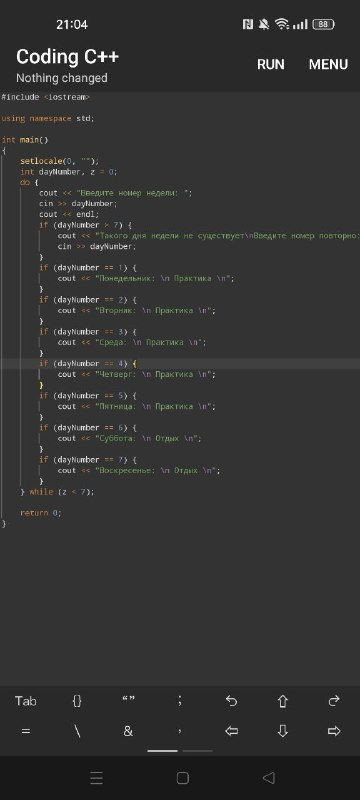 21:04
88
Coding C++
Nothing changed
RUN
MENU
#include <iostream>
using namespace std;
int main()
{
setlocale(0, "");
int dayNumber, z = 0;
do {
cout << "Введите номер недели: ";
cin >> dayNumber;
cout << endl;
if (dayNumber > 7) {
cout << "Такого дня недели не существует\nВведите номер повторно:
cin >> dayNumber;
}
if (dayNumber == 1) {
cout << "Понедельник: \n Практика \n";
}
if (dayNumber == 2) {
cout << "Вторник: \n Практика \n";
}
if (dayNumber == 3) {
cout << "Среда: \n Практика \n";
}
if (dayNumber == 4) {
cout << "Четверг: \n Практика \n";
}
if (dayNumber == 5) {
cout << "Пятница: \n Практика \n";
}
if (dayNumber == 6) {
cout << "Суббота: \n Отдых \n";
}
if (dayNumber == 7) {
cout << "Воскресенье: \n Отдых \n";
}
} while (z < 7);
return 0;
}
Tab {} “” ;
= \ & ,